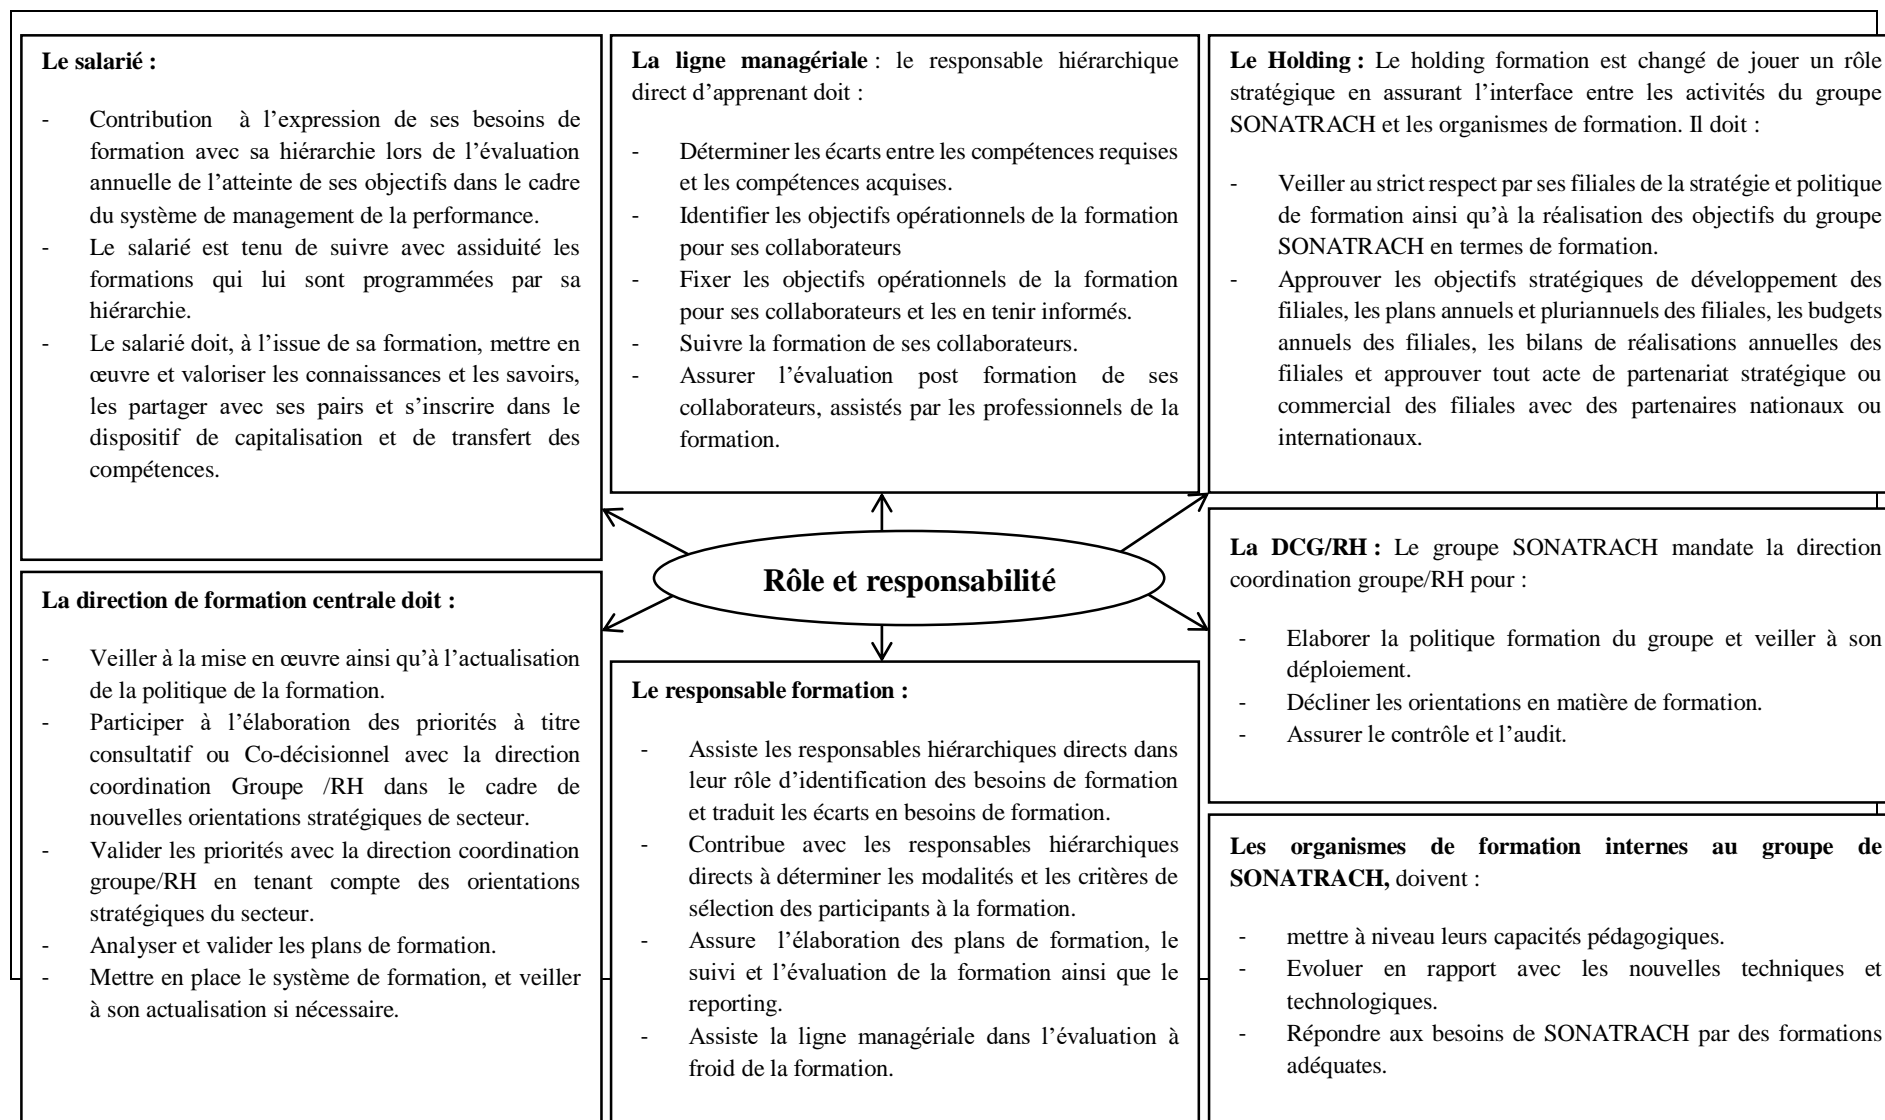 Le salarié :
- Contribution à l’expression de ses besoins de
formation avec sa hiérarchie lors de l’évaluation
annuelle de l’atteinte de ses objectifs dans le cadre
du système de management de la performance.
- Le salarié est tenu de suivre avec assiduité les
formations qui lui sont programmées par sa
hiérarchie.
- Le salarié doit, à l’issue de sa formation, mettre en
œuvre et valoriser les connaissances et les savoirs,
les partager avec ses pairs et s’inscrire dans le
dispositif de capitalisation et de transfert des
compétences.
La ligne managériale : le responsable hiérarchique
direct d’apprenant doit :
- Déterminer les écarts entre les compétences requises
et les compétences acquises.
- Identifier les objectifs opérationnels de la formation
pour ses collaborateurs
- Fixer les objectifs opérationnels de la formation
pour ses collaborateurs et les en tenir informés.
- Suivre la formation de ses collaborateurs.
- Assurer l’évaluation post formation de ses
collaborateurs, assistés par les professionnels de la
formation.
Le Holding : Le holding formation est changé de jouer un rôle
stratégique en assurant l’interface entre les activités du groupe
SONATRACH et les organismes de formation. Il doit :
- Veiller au strict respect par ses filiales de la stratégie et politique
de formation ainsi qu’à la réalisation des objectifs du groupe
SONATRACH en termes de formation.
- Approuver les objectifs stratégiques de développement des
filiales, les plans annuels et pluriannuels des filiales, les budgets
annuels des filiales, les bilans de réalisations annuelles des
filiales et approuver tout acte de partenariat stratégique ou
commercial des filiales avec des partenaires nationaux ou
internationaux.
Rôle et responsabilité
La DCG/RH : Le groupe SONATRACH mandate la direction
coordination groupe/RH pour :
- Elaborer la politique formation du groupe et veiller à son
déploiement.
- Décliner les orientations en matière de formation.
- Assurer le contrôle et l’audit.
La direction de formation centrale doit :
- Veiller à la mise en œuvre ainsi qu’à l’actualisation
de la politique de la formation.
- Participer à l’élaboration des priorités à titre
consultatif ou Co-décisionnel avec la direction
coordination Groupe /RH dans le cadre de
nouvelles orientations stratégiques de secteur.
- Valider les priorités avec la direction coordination
groupe/RH en tenant compte des orientations
stratégiques du secteur.
- Analyser et valider les plans de formation.
- Mettre en place le système de formation, et veiller
à son actualisation si nécessaire.
Le responsable formation :
- Assiste les responsables hiérarchiques directs dans
leur rôle d’identification des besoins de formation
et traduit les écarts en besoins de formation.
- Contribue avec les responsables hiérarchiques
directs à déterminer les modalités et les critères de
sélection des participants à la formation.
- Assure l’élaboration des plans de formation, le
suivi et l’évaluation de la formation ainsi que le
reporting.
- Assiste la ligne managériale dans l’évaluation à
froid de la formation.
Les organismes de formation internes au groupe de
SONATRACH, doivent :
- mettre à niveau leurs capacités pédagogiques.
- Evoluer en rapport avec les nouvelles techniques et
technologiques.
- Répondre aux besoins de SONATRACH par des formations
adéquates.